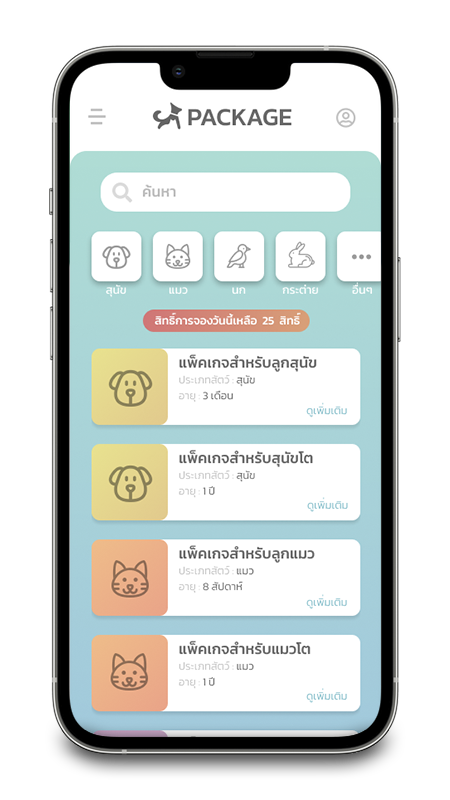 PACKAGE
ค้นหา
สุนัข แมว นก กระต่าย อื่นๆ
สิทธิ์การจองวันนี้เหลือ 25 สิทธิ์
แพ็คเกจสำหรับลูกสุนัข
ประเภทสัตว์ : สุนัข
อายุ : 3 เดือน
ดูเพิ่มเติม
แพ็คเกจสำหรับสุนัขโต
ประเภทสัตว์ : สุนัข
อายุ : 1 ปี
ดูเพิ่มเติม
แพ็คเกจสำหรับลูกแมว
ประเภทสัตว์ : แมว
อายุ : 8 สัปดาห์
ดูเพิ่มเติม
แพ็คเกจสำหรับแมวโต
ประเภทสัตว์ : แมว
อายุ : 1 ปี
ดูเพิ่มเติม